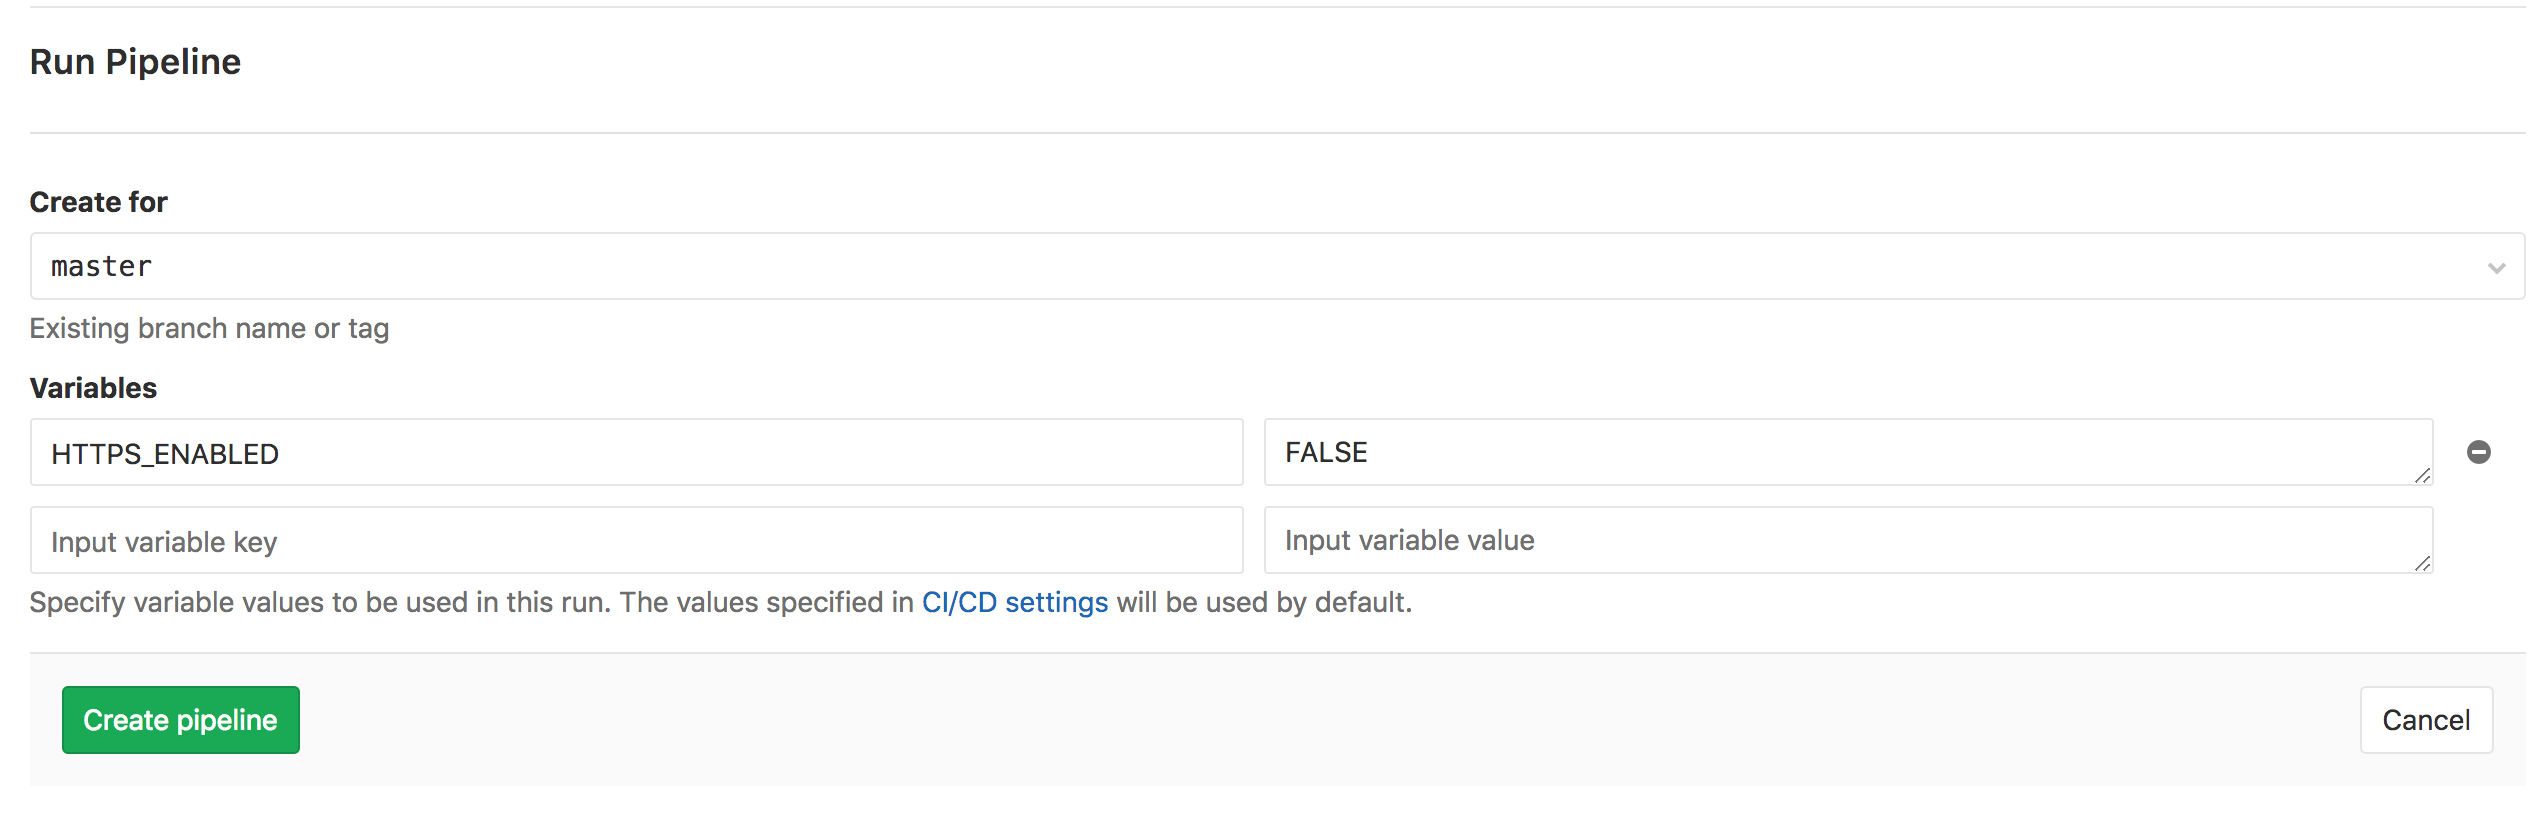 Run Pipeline
Create for
master
Existing branch name or tag
Variables
HTTPS_ENABLED FALSE
Input variable key Input variable value
Specify variable values to be used in this run. The values specified in CI/CD settings will be used by default.
Create pipeline Cancel